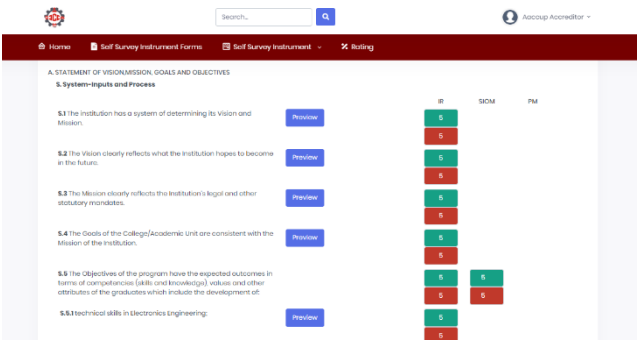 Search...
Aaccup Accreditor
Home
Self Survey Instrument Forms
Self Survey Instrument
Rating
A. STATEMENT OF VISION,MISSION, GOALS AND OBJECTIVES
S. System-Inputs and Process
IR SIOM PM
S.1 The Institution has a system of determining its Vision and
Mission.
Preview
5
5
S.2 The Vision clearly reflects what the Institution hopes to become
in the future.
Preview
5
5
S.3 The Mission clearly reflects the Institution's legal and other
statutory mandates.
Preview
5
5
S.4 The Goals of the College/Academic Unit are consistent with the
Mission of the Institution.
Preview
5
5
S.5 The Objectives of the program have the expected outcomes in
terms of competencies (skills and knowledge), values and other
attributes of the graduates which include the development of:
5 5
5 5
S.5.1 technical skills in Electronics Engineering;
Preview
5
5